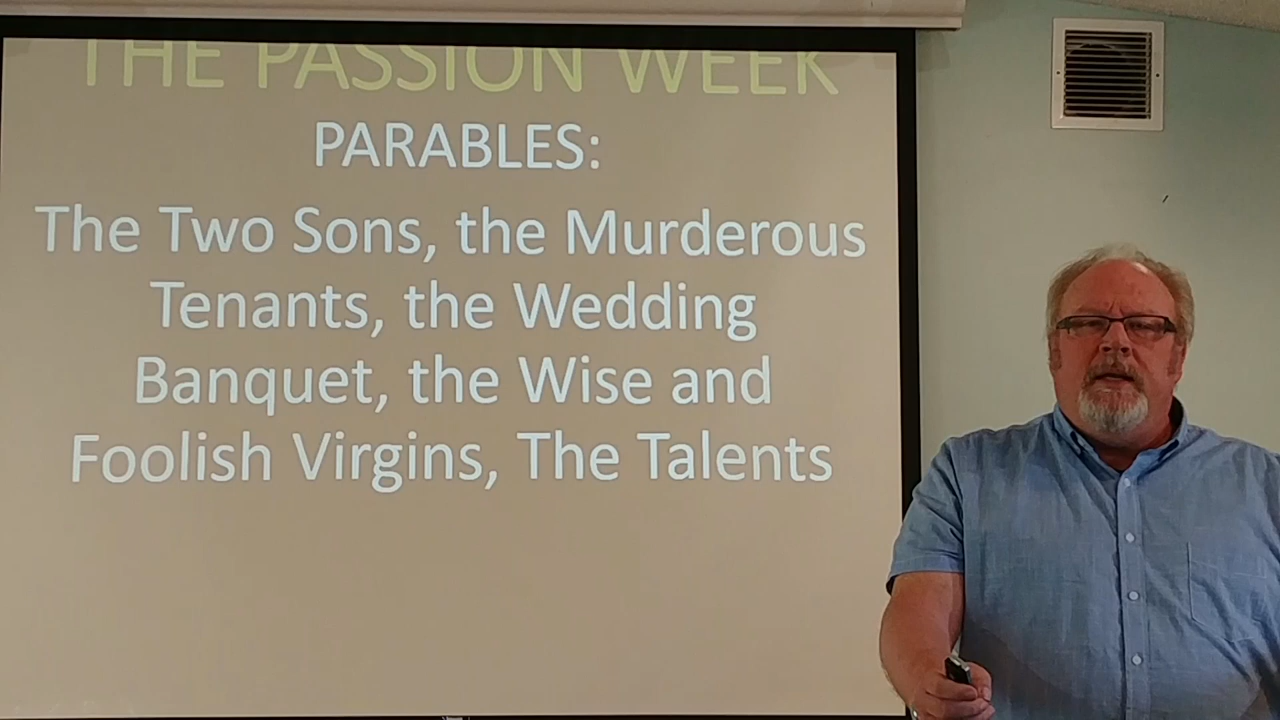 THE PASSION WEEK
PARABLES:
The Two Sons, the Murderous
Tenants, the Wedding
Banquet, the Wise and
Foolish Virgins, The Talents